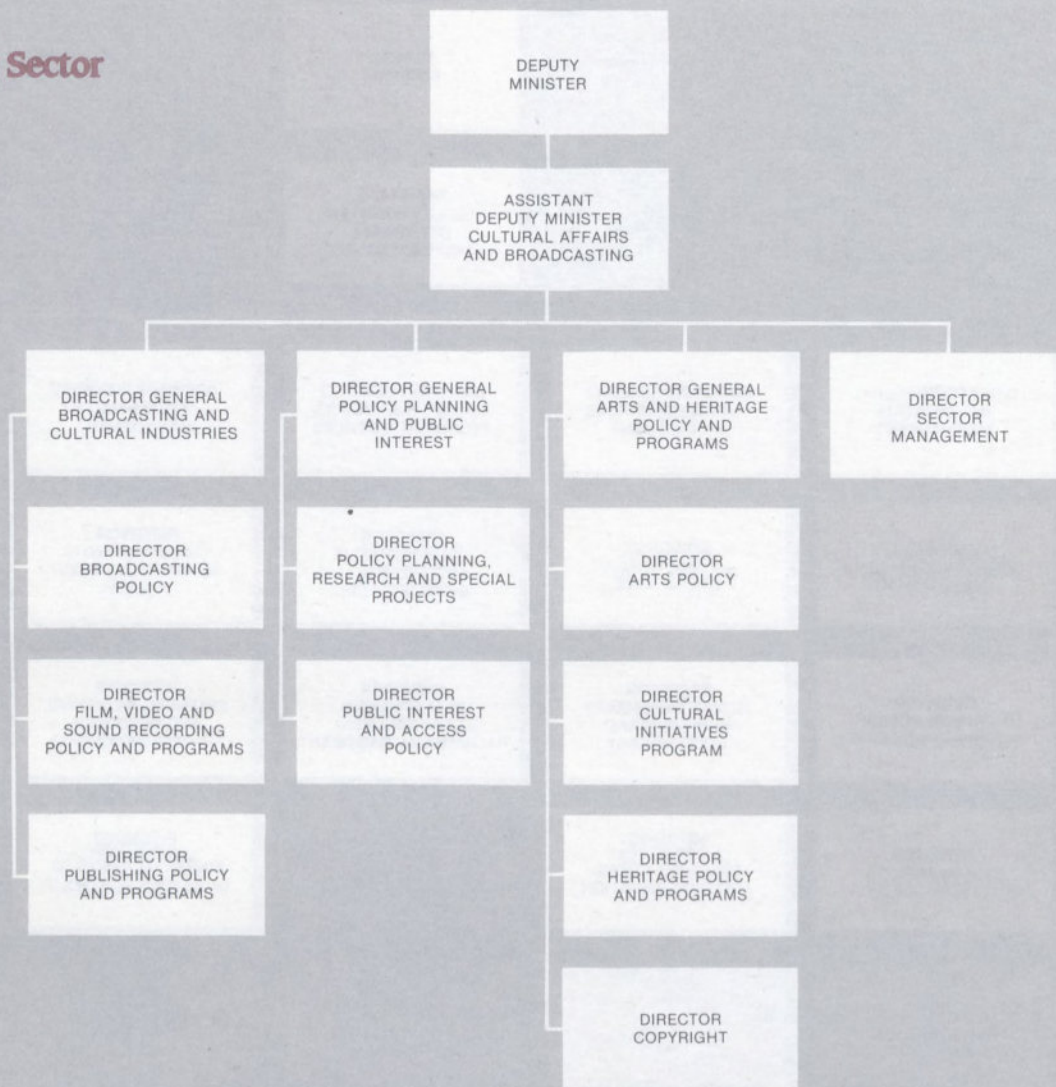 Sector
DEPUTY
MINISTER
ASSISTANT
DEPUTY MINISTER
CULTURAL AFFAIRS
AND BROADCASTING
DIRECTOR GENERAL
BROADCASTING AND
CULTURAL INDUSTRIES
DIRECTOR GENERAL
POLICY PLANNING
AND PUBLIC
INTEREST
DIRECTOR GENERAL
ARTS AND HERITAGE
POLICY AND
PROGRAMS
DIRECTOR
SECTOR
MANAGEMENT
DIRECTOR
BROADCASTING
POLICY
DIRECTOR
POLICY PLANNING,
RESEARCH AND SPECIAL
PROJECTS
DIRECTOR
ARTS POLICY
DIRECTOR
FILM, VIDEO AND
SOUND RECORDING
POLICY AND PROGRAMS
DIRECTOR
PUBLIC INTEREST
AND ACCESS
POLICY
DIRECTOR
CULTURAL
INITIATIVES
PROGRAM
DIRECTOR
PUBLISHING POLICY
AND PROGRAMS
DIRECTOR
HERITAGE POLICY
AND PROGRAMS
DIRECTOR
COPYRIGHT